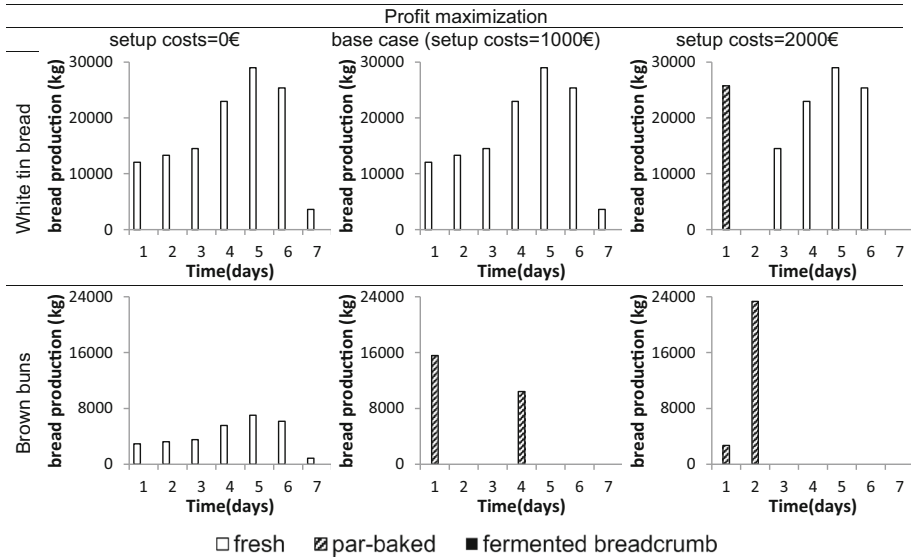 Profit maximization
setup costs=0€
base case (setup costs=1000€)
setup costs=2000€
White tin bread
bread production (kg)
30000
20000
10000
0
1 2 3 4 5 6 7
Time(days)
bread production (kg)
30000
20000
10000
0
1 2 3 4 5 6 7
Time(days)
bread production (kg)
30000
20000
10000
0
1 2 3 4 5 6 7
Time(days)
Brown buns
bread production (kg)
24000
16000
8000
0
1 2 3 4 5 6 7
Time(days)
bread production (kg)
24000
16000
8000
0
1 2 3 4 5 6 7
Time(days)
bread production (kg)
24000
16000
8000
0
1 2 3 4 5 6 7
Time(days)
fresh par-baked fermented breadcrumb